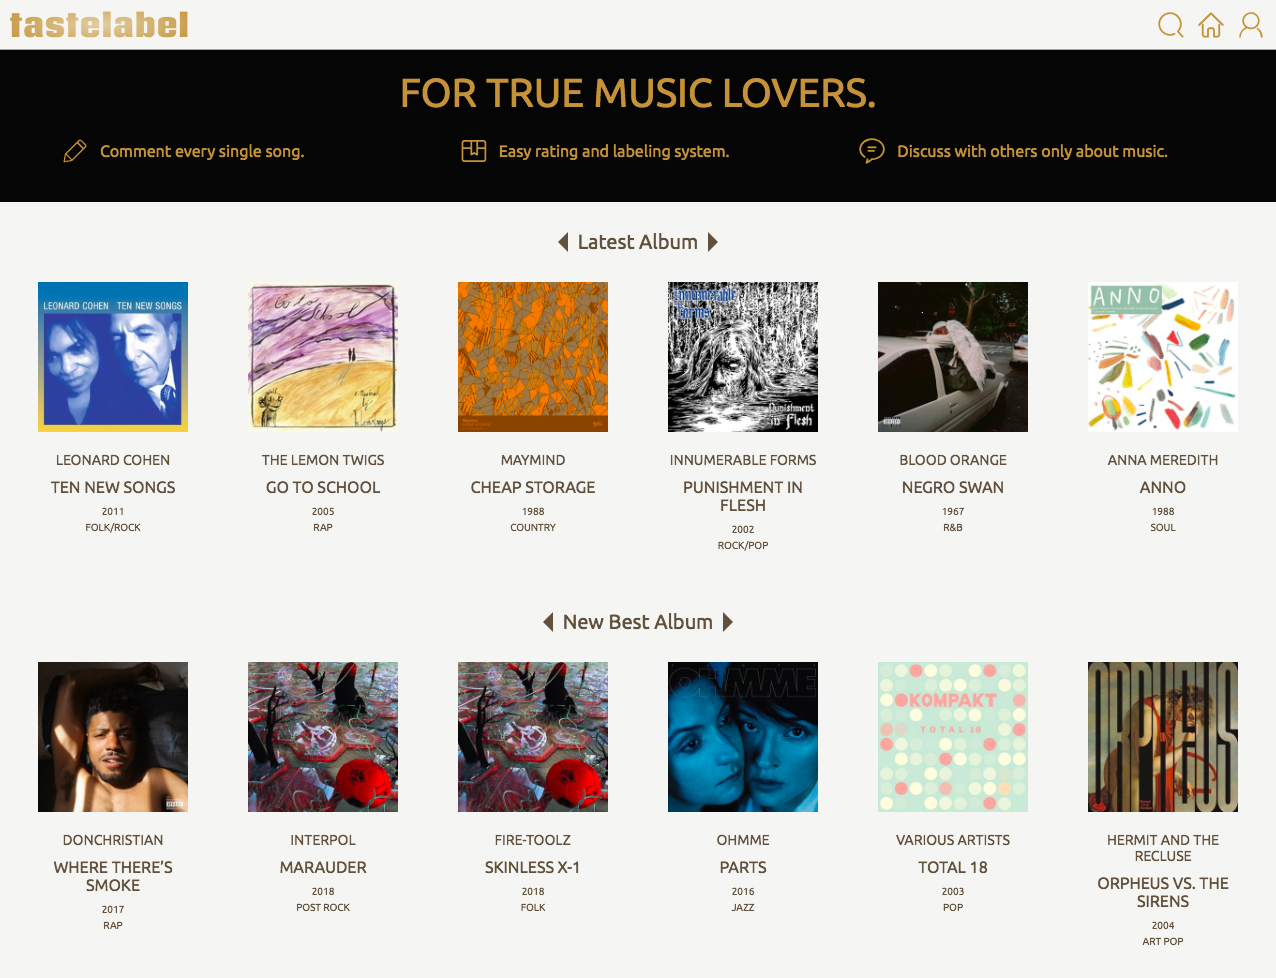 tastelabel
FOR TRUE MUSIC LOVERS.
Comment every single song.
Easy rating and labeling system.
Discuss with others only about music.
Latest Album
LEONARD COHEN TEN NEW SONGS
Go to School
Innumerable
Forms
Punishment
in Flesh
ANNO
LEONARD COHEN
TEN NEW SONGS
2011
FOLK/ROCK
THE LEMON TWIGS
GO TO SCHOOL
2005
RAP
MAYMIND
CHEAP STORAGE
1988
COUNTRY
INNUMERABLE FORMS
PUNISHMENT IN
FLESH
2002
ROCK/POP
BLOOD ORANGE
NEGRO SWAN
1967
R&B
ANNA MEREDITH
ANNO
1988
SOUL
New Best Album
OHMME
KOMPAKT
TOTAL 18
ORPHEUS
DONCHRISTIAN
WHERE THERE'S
SMOKE
2017
RAP
INTERPOL
MARAUDER
2018
POST ROCK
FIRE-TOOLZ
SKINLESS X-1
2018
FOLK
OHMME
PARTS
2016
JAZZ
VARIOUS ARTISTS
TOTAL 18
2003
POP
HERMIT AND THE
RECLUSE
ORPHEUS VS. THE
SIRENS
2004
ART POP